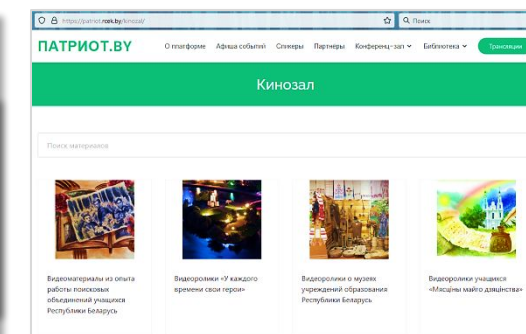 https://patriot.rcek.by/kinozal/
Поиск
ПАТРИОТ.BY
О платформе Афиша событий Спикеры Партнёры Конференц-зал Библиотека Трансляции
Кинозал
Поиск материалов
Видеоматериалы из опыта
работы поисковых
объединений учащихся
Республики Беларусь
Видеоролики «У каждого
времени свои герои»
Видеоролики о музеях
учреждений образования
Республики Беларусь
Видеоролики учащихся
«Мясціны майго дзяцінства»